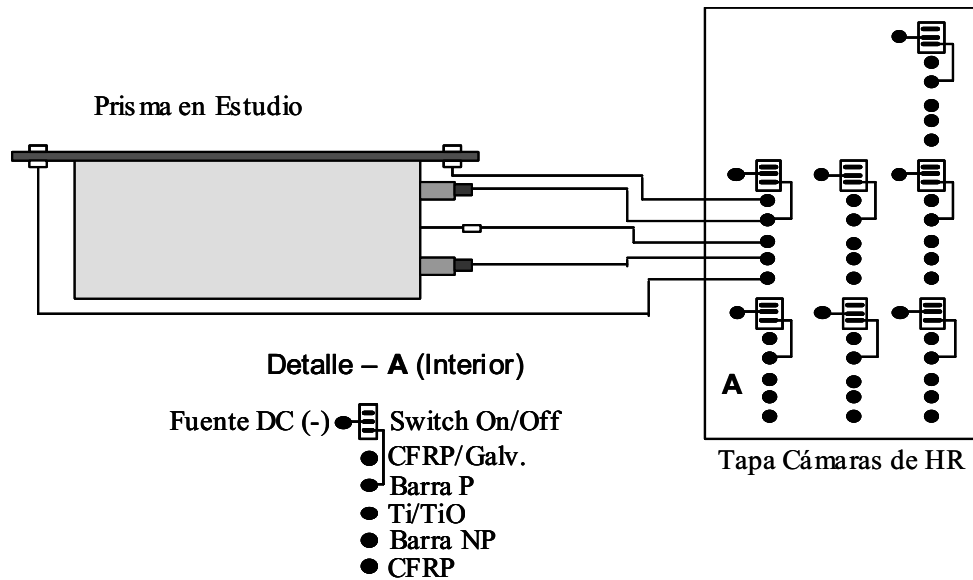 Prisma en Estudio
Detalle – A (Interior)
Fuente DC (-)
Switch On/Off
CFRP/Galv.
Barra P
Ti/TiO
Barra NP
CFRP
A
Tapa Cámaras de HR